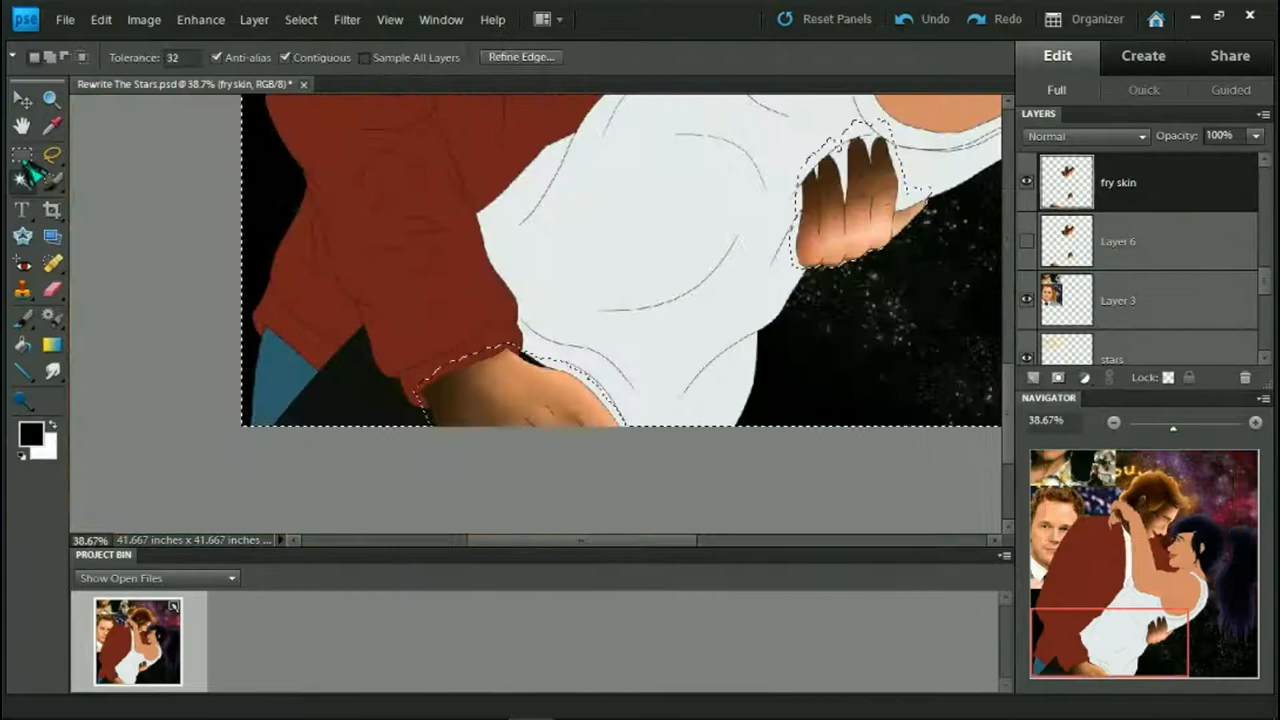 pse File Edit Image Enhance Layer Select Filter View Window Help Reset Panels Undo Redo Organizer
Tolerance: 32 Anti-alias Contiguous Sample All Layers Refine Edge... Edit Create Share
Rewrite The Stars.psd @ 38.7% (fry skin, RGB/8) * Full Quick Guided
LAYERS
Normal Opacity: 100%
fry skin
Layer 6
Layer 3
stars
Lock:
NAVIGATOR
38.67%
you.
38.67% 41.667 inches x 41.667 inches ...
PROJECT BIN
Show Open Files